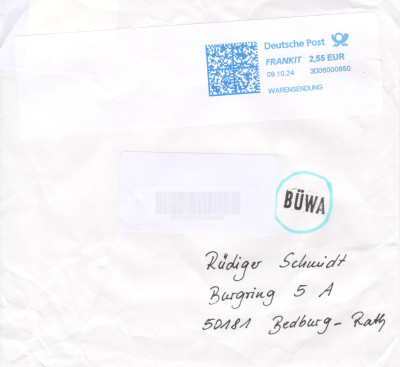 Deutsche Post
FRANKIT 2,55 EUR
09.10.24 3D06000650
WARENSENDUNG
BÜWA
Rüdiger Schmidt
Burgring 5 A
50181 Bedburg-Rath